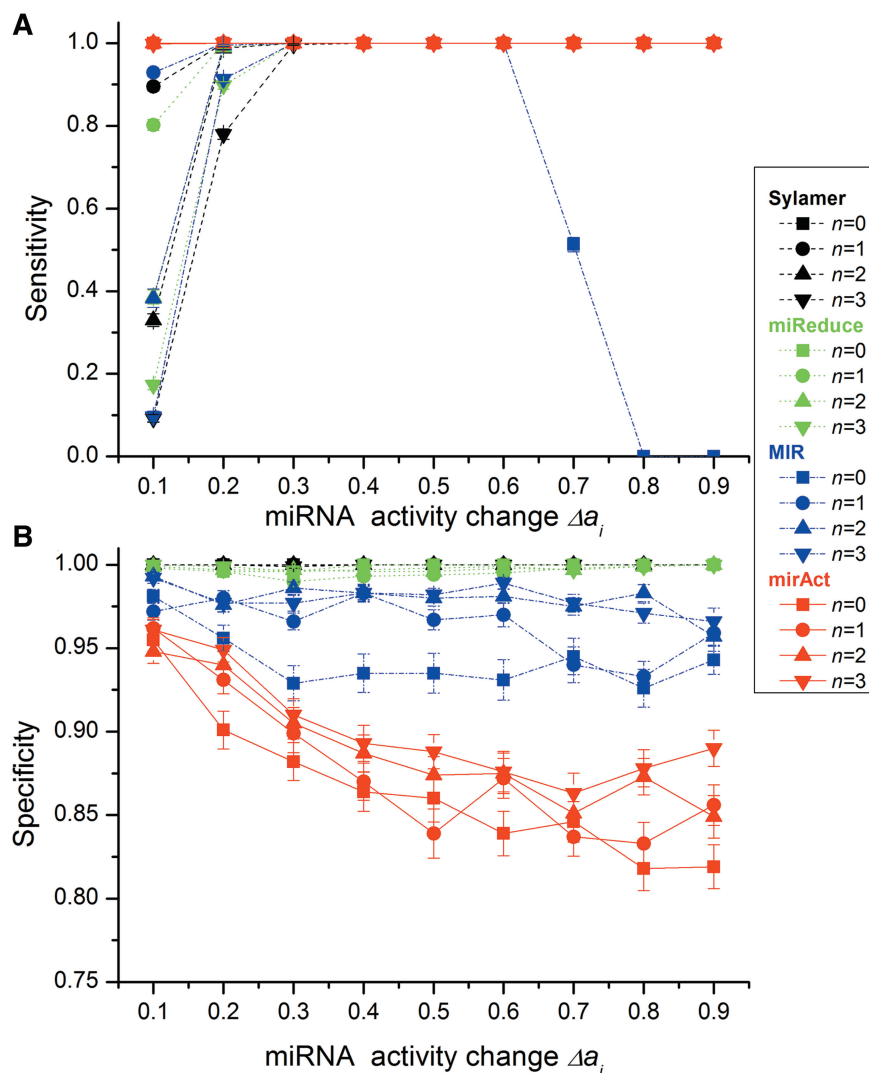 A
1.0
0.8
0.6
0.4
0.2
0.0
Sensitivity
0.1 0.2 0.3 0.4 0.5 0.6 0.7 0.8 0.9
miRNA activity change Δai
B
1.00
0.95
0.90
0.85
0.80
0.75
Specificity
0.1 0.2 0.3 0.4 0.5 0.6 0.7 0.8 0.9
miRNA activity change Δai
Sylamer
n=0
n=1
n=2
n=3
miReduce
n=0
n=1
n=2
n=3
MIR
n=0
n=1
n=2
n=3
mirAct
n=0
n=1
n=2
n=3